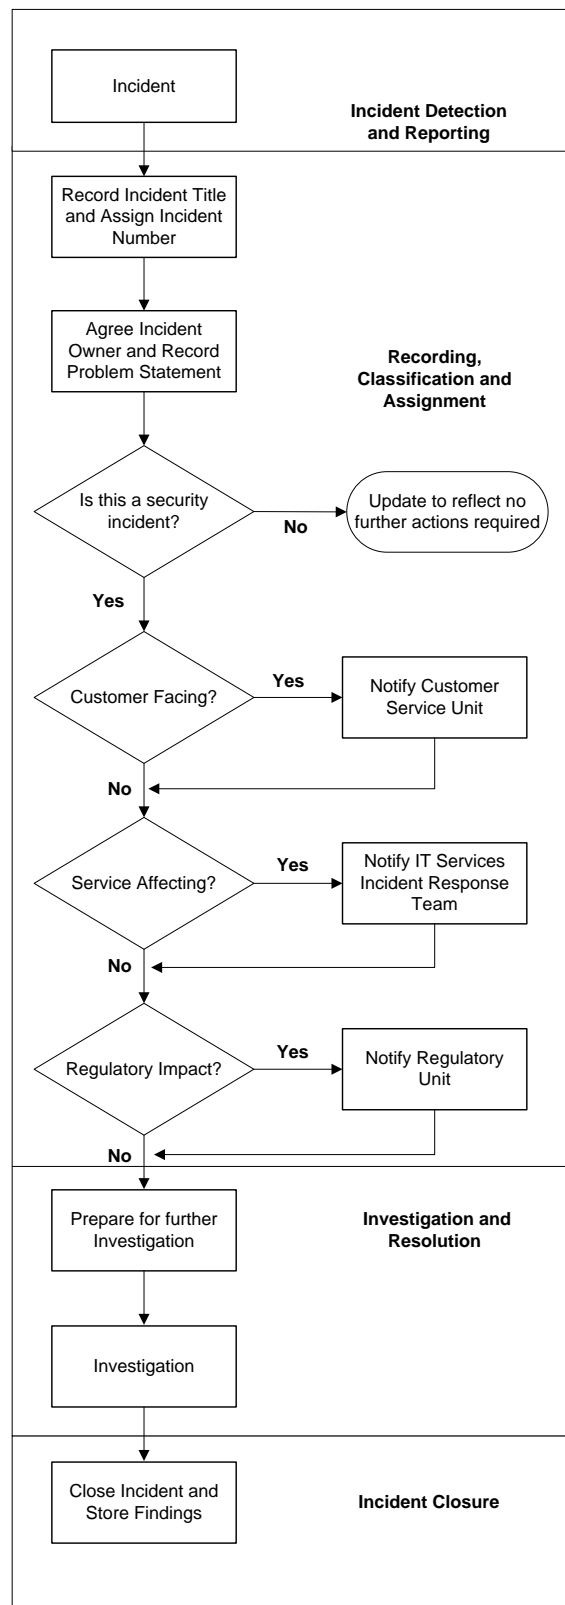 Incident
Incident Detection
and Reporting
Record Incident Title
and Assign Incident
Number
Agree Incident
Owner and Record
Problem Statement
Recording,
Classification and
Assignment
Is this a security
incident?
No
Update to reflect no
further actions required
Yes
Customer Facing?
Yes
Notify Customer
Service Unit
No
Service Affecting?
Yes
Notify IT Services
Incident Response
Team
No
Regulatory Impact?
Yes
Notify Regulatory
Unit
No
Prepare for further
Investigation
Investigation and
Resolution
Investigation
Close Incident and
Store Findings
Incident Closure